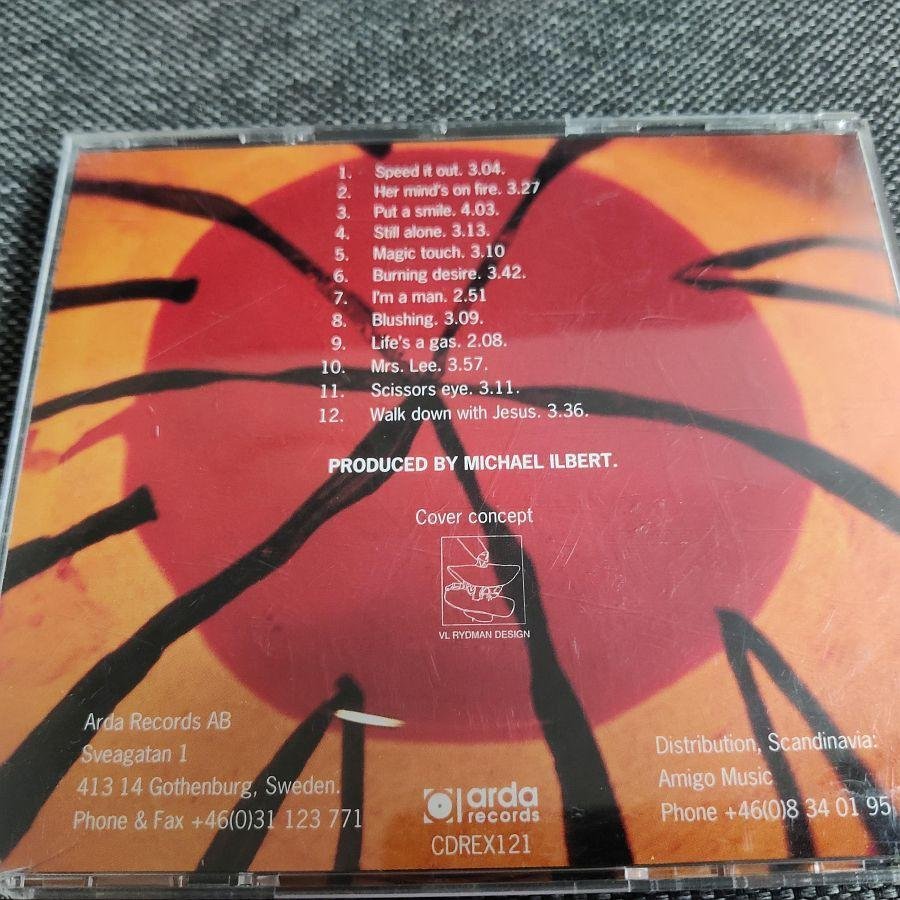 1. Speed it out. 3.04.
2. Her mind's on fire. 3.27
3. Put a smile. 4.03.
4. Still alone. 3.13.
5. Magic touch. 3.10
6. Burning desire. 3.42.
7. I'm a man. 2.51
8. Blushing. 3.09.
9. Life's a gas. 2.08.
10. Mrs. Lee. 3.57.
11. Scissors eye. 3.11.
12. Walk down with Jesus. 3.36.
PRODUCED BY MICHAEL ILBERT.
Cover concept
VL RYDMAN DESIGN
Arda Records AB
Sveagatan 1
413 14 Gothenburg, Sweden.
Phone & Fax +46(0)31 123 771
arda
records
CDREX121
Distribution, Scandinavia:
Amigo Music
Phone +46(0)8 34 01 95